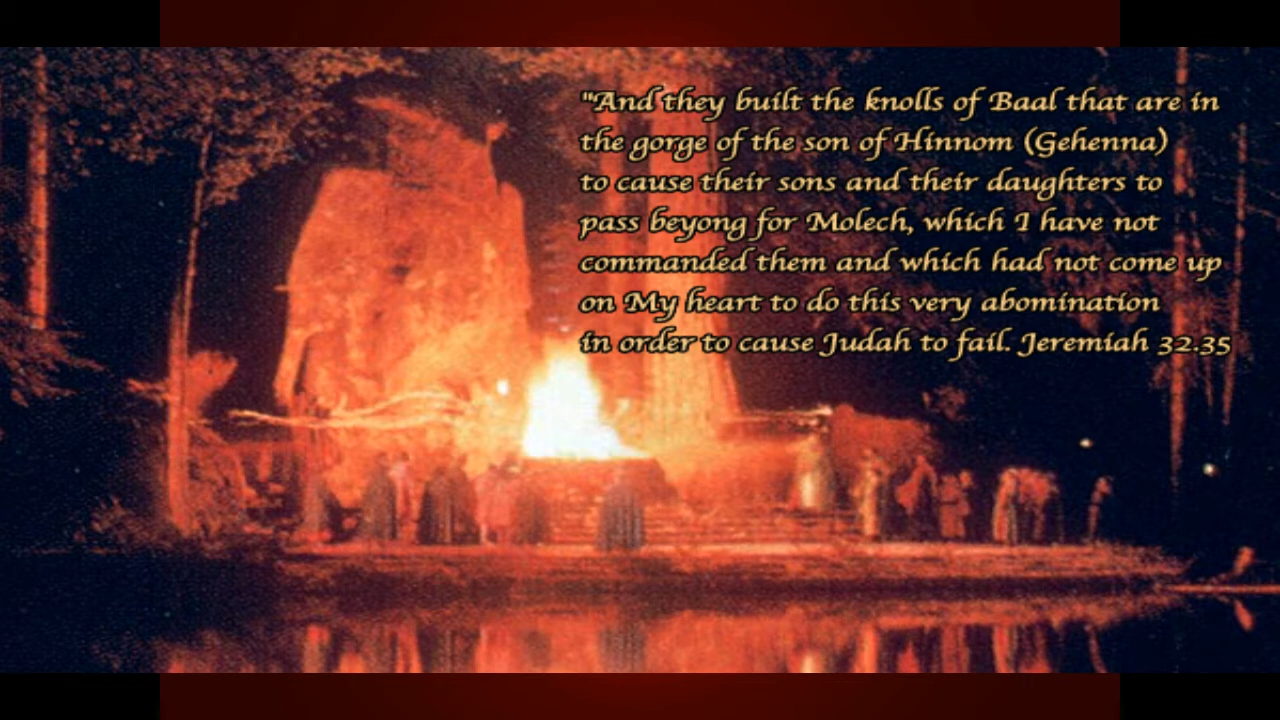 "And they built the knolls of Baal that are in
the gorge of the son of Hinnom (Gehenna)
to cause their sons and their daughters to
pass beyong for Molech, which I have not
commanded them and which had not come up
on My heart to do this very abomination
in order to cause Judah to fail. Jeremiah 32.35